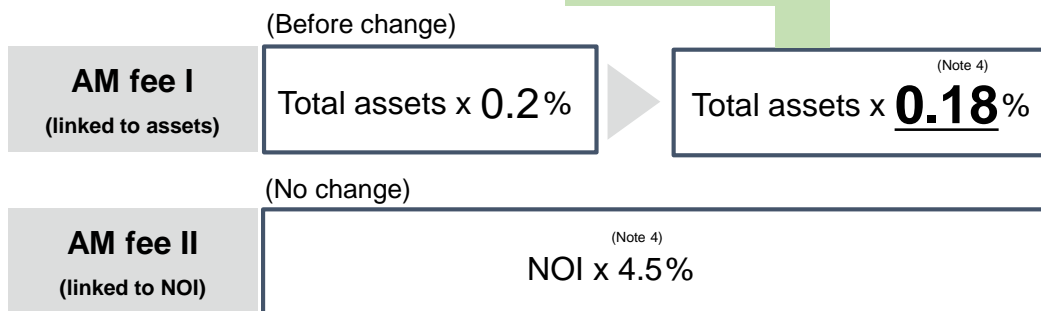 (Before change)
AM fee I
(linked to assets)
Total assets x 0.2%
(Note 4)
Total assets x 0.18%
(No change)
AM fee II
(linked to NOI)
(Note 4)
NOI x 4.5%